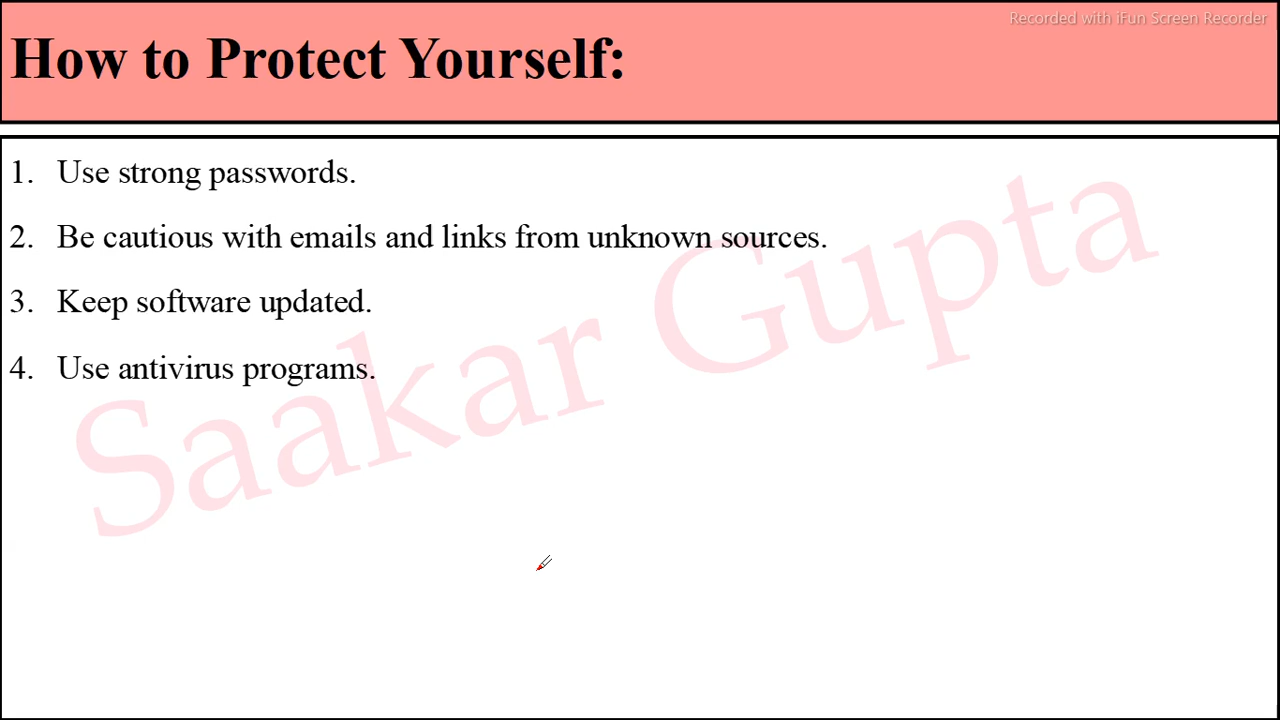 Recorded with iFun Screen Recorder
How to Protect Yourself:
1. Use strong passwords.
2. Be cautious with emails and links from unknown sources.
3. Keep software updated.
4. Use antivirus programs.
Saakar Gupta